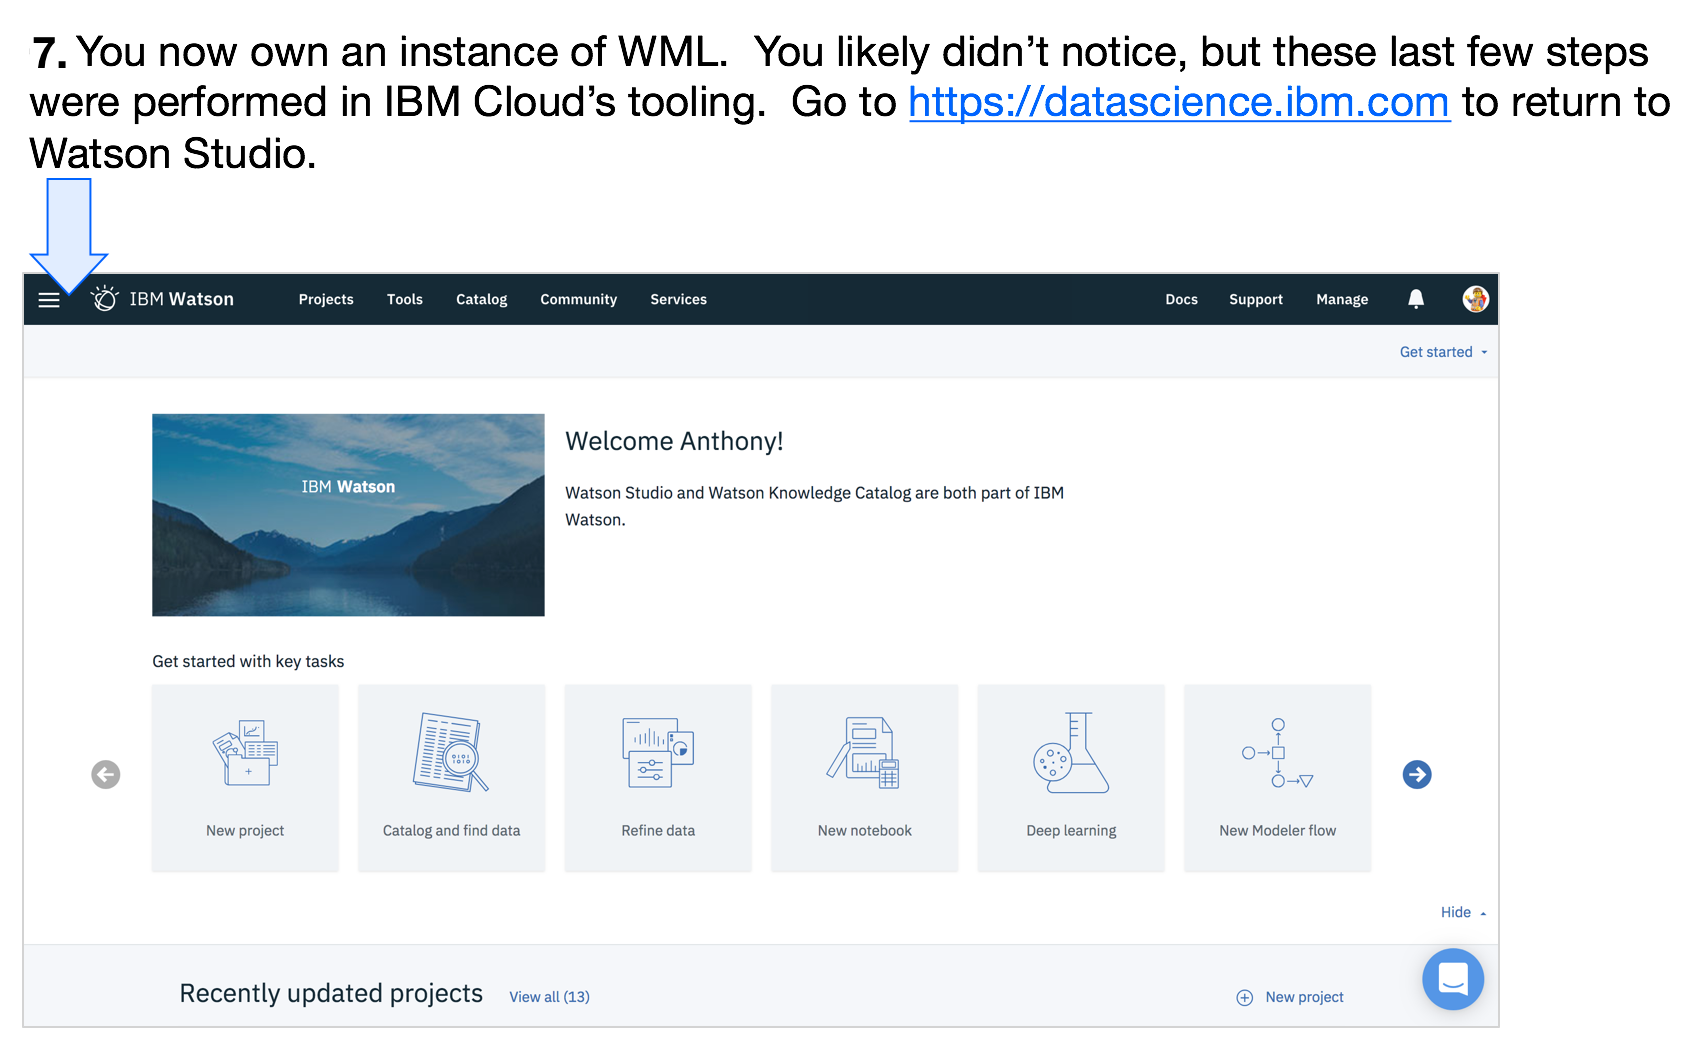 7. You now own an instance of WML.  You likely didn’t notice, but these last few steps
were performed in IBM Cloud’s tooling.  Go to https://datascience.ibm.com to return to
Watson Studio.
IBM Watson Projects Tools Catalog Community Services Docs Support Manage
Get started
IBM Watson
Welcome Anthony!
Watson Studio and Watson Knowledge Catalog are both part of IBM
Watson.
Get started with key tasks
New project Catalog and find data Refine data New notebook Deep learning New Modeler flow
Hide
Recently updated projects View all (13) New project